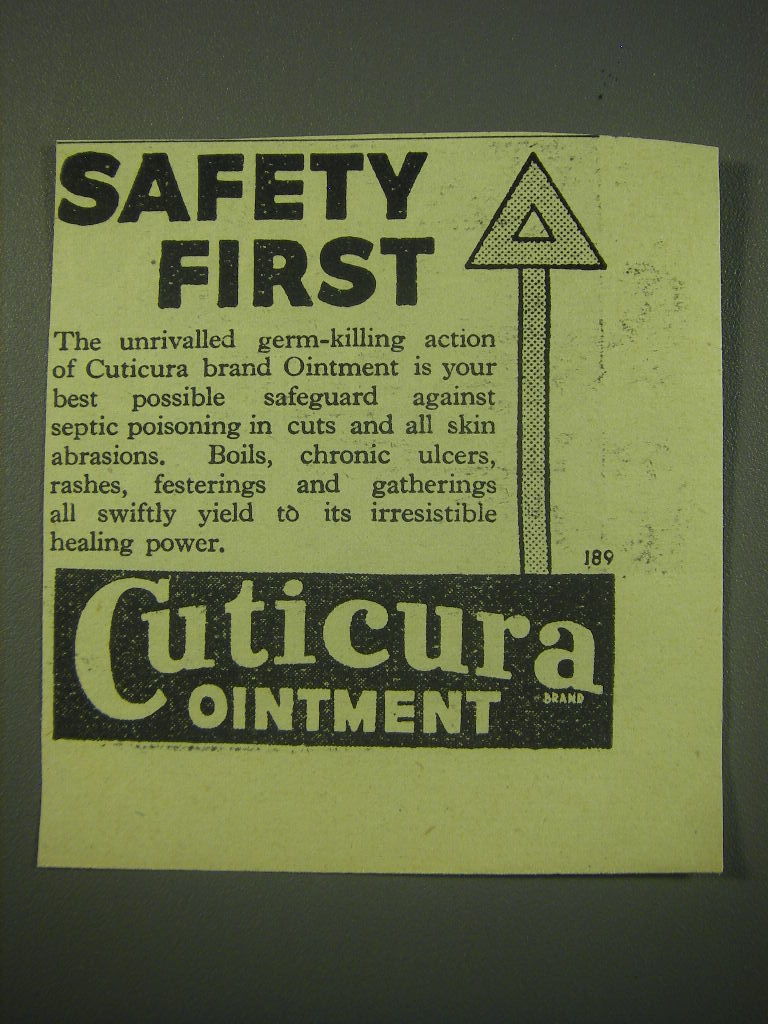 SAFETY
FIRST
The unrivalled germ-killing action
of Cuticura brand Ointment is your
best possible safeguard against
septic poisoning in cuts and all skin
abrasions. Boils, chronic ulcers,
rashes, festerings and gatherings
all swiftly yield to its irresistible
healing power.
189
Cuticura
BRAND
OINTMENT